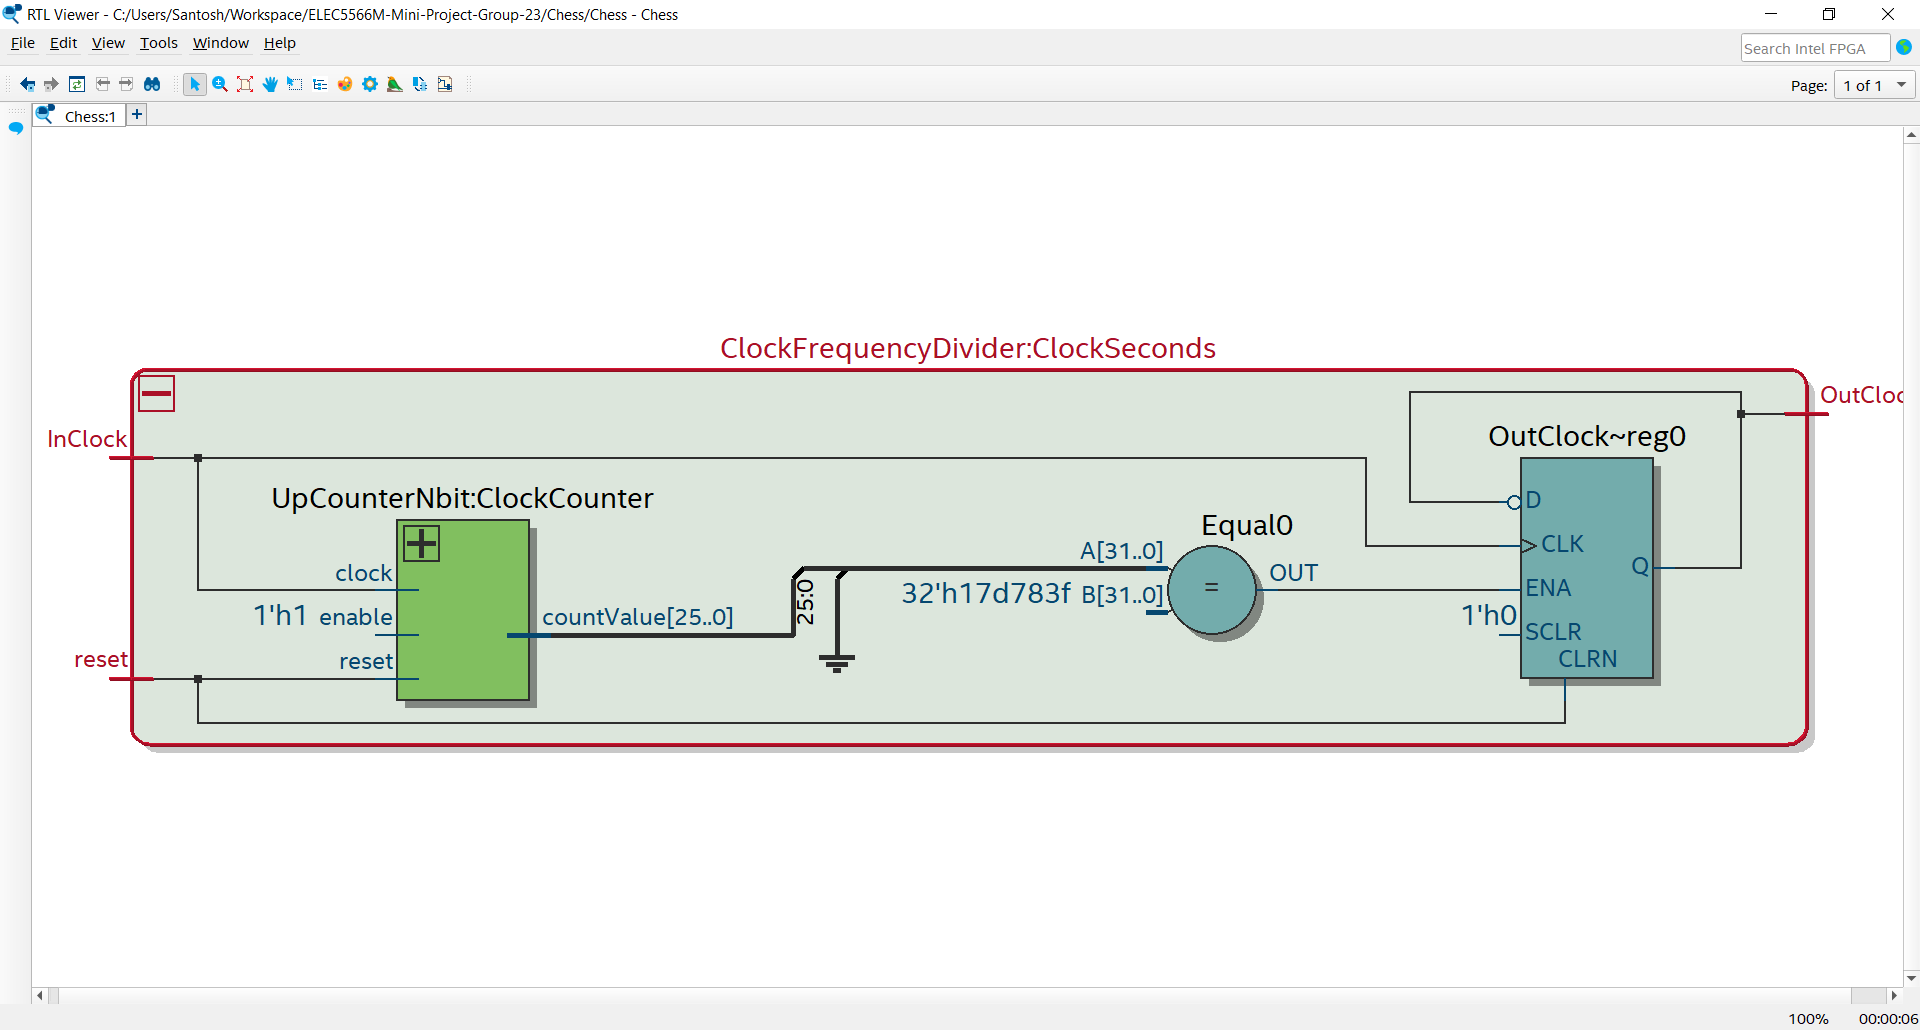 RTL Viewer - C:/Users/Santosh/Workspace/ELEC5566M-Mini-Project-Group-23/Chess/Chess - Chess
File Edit View Tools Window Help
Search Intel FPGA
Page: 1 of 1
Chess:1
ClockFrequencyDivider:ClockSeconds
OutCloc
InClock
OutClock~reg0
UpCounterNbit:ClockCounter
D
Equal0
A[31..0]
CLK
clock
OUT
Q
25:0
32'h17d783f B[31..0]
=
ENA
1'h1 enable
countValue[25..0]
1'h0
SCLR
reset
reset
CLRN
100% 00:00:06